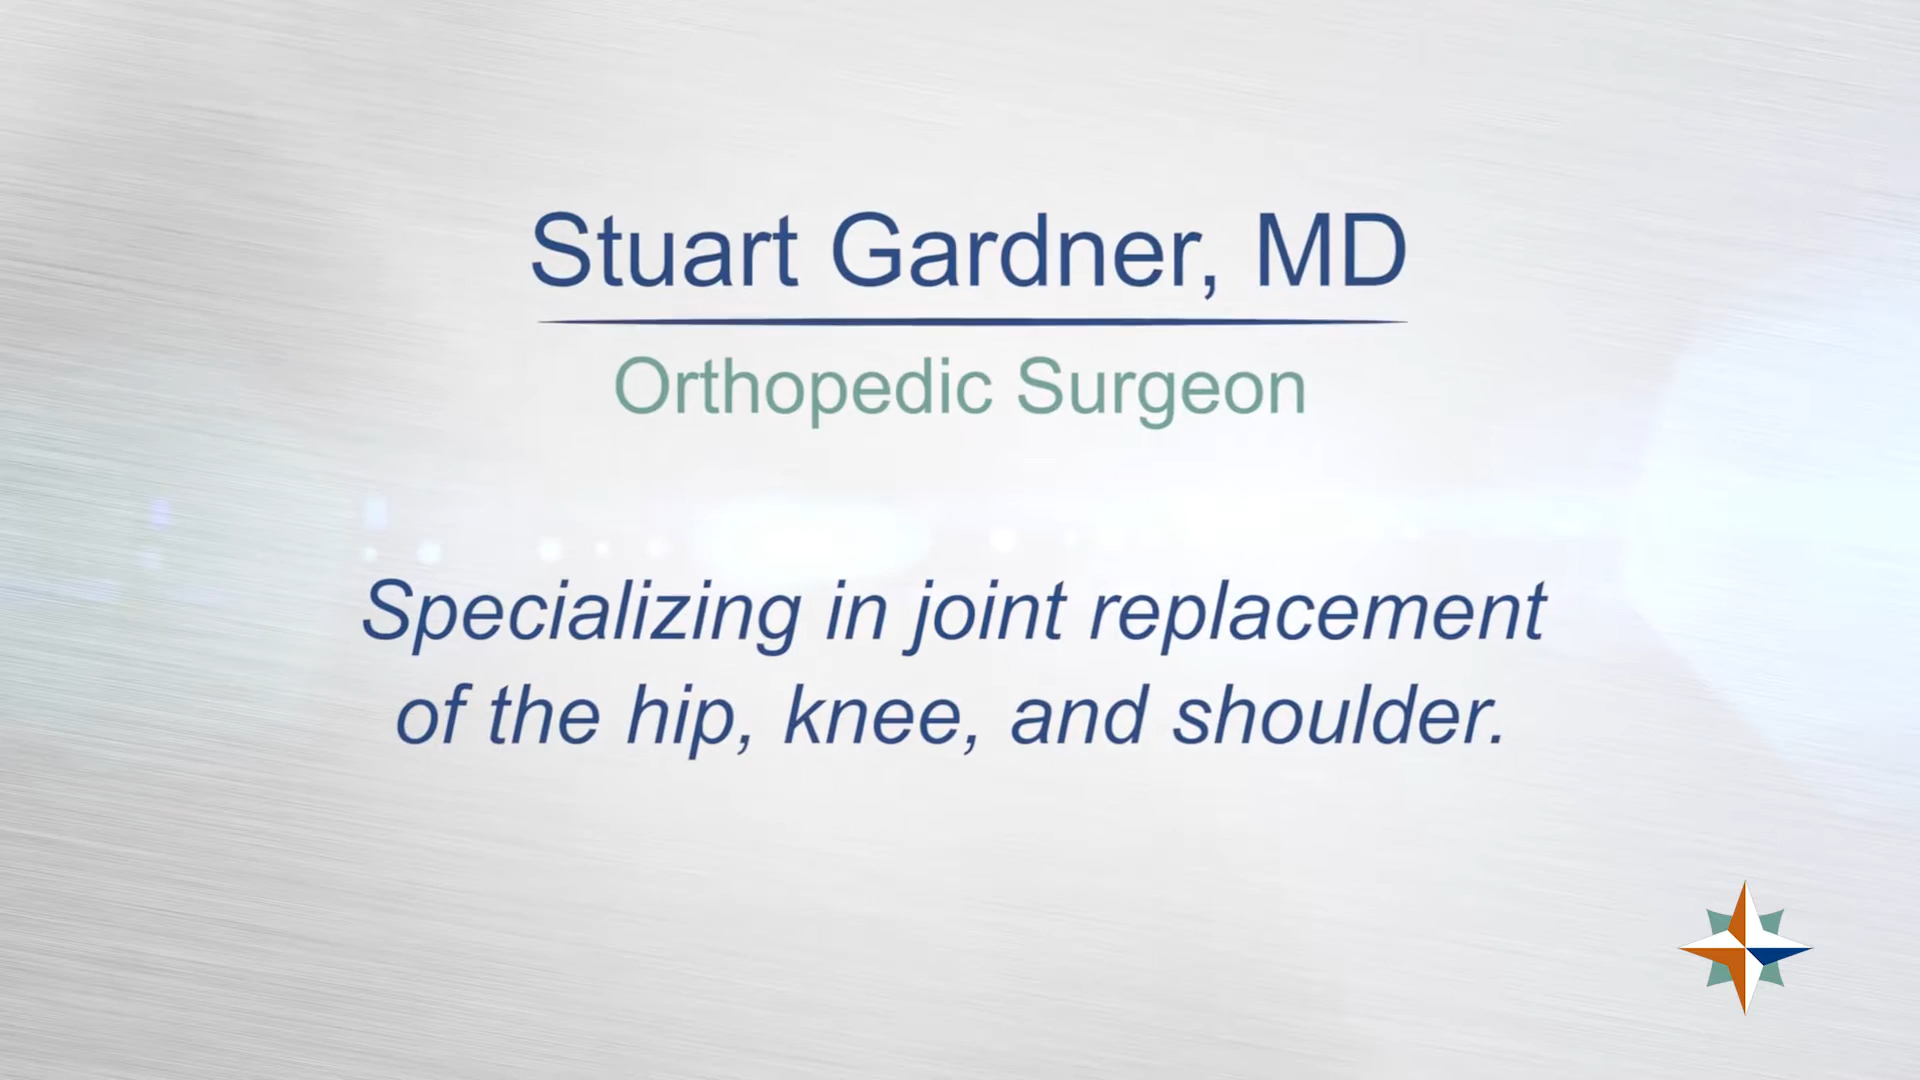 Stuart Gardner, MD
Orthopedic Surgeon
Specializing in joint replacement
of the hip, knee, and shoulder.